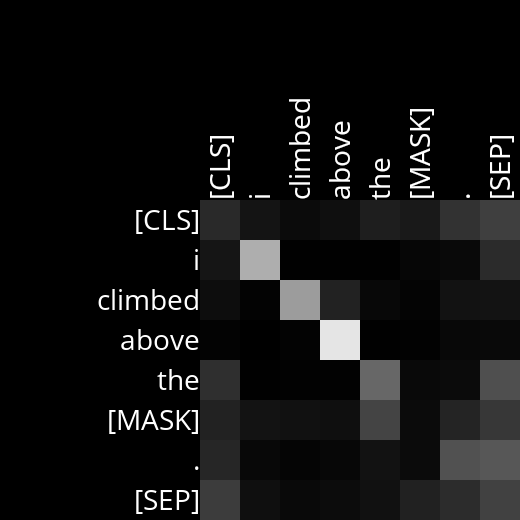 [CLS] i climbed above the [MASK] . [SEP]
[CLS]
i
climbed
above
the
[MASK]
.
[SEP]